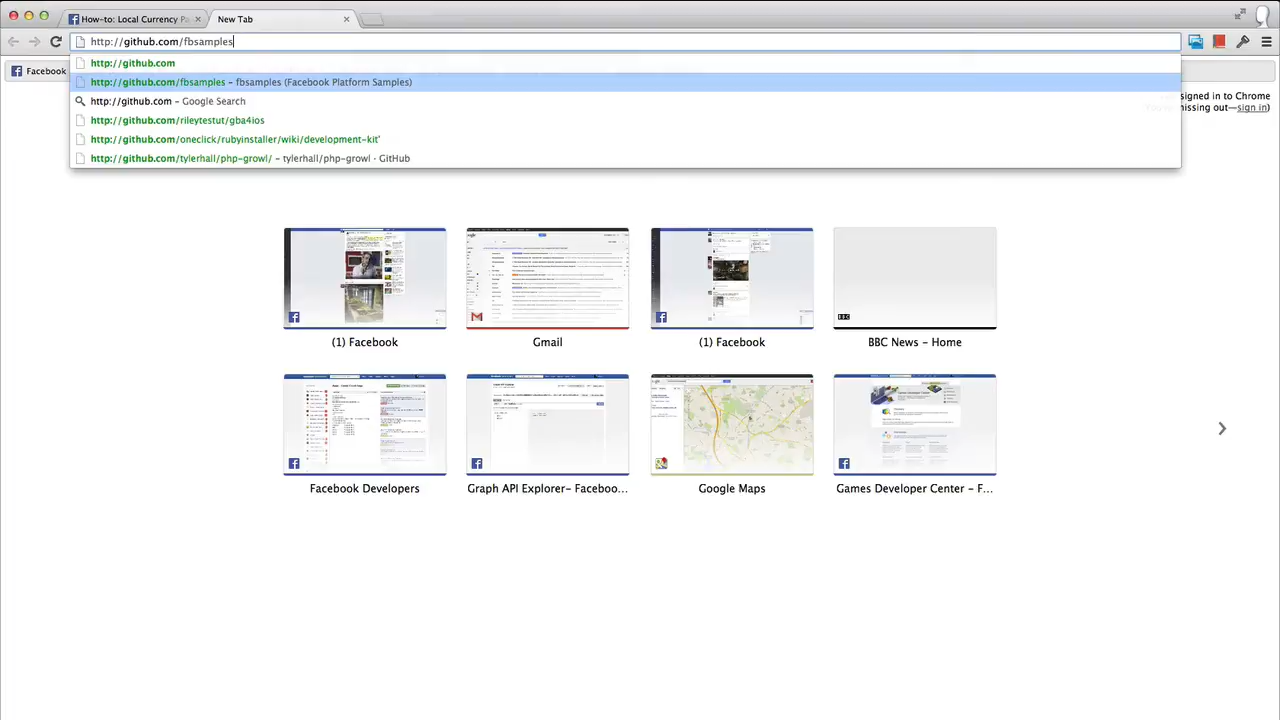 How-to: Local Currency Pa
New Tab
http://github.com/fbsamples
http://github.com
http://github.com/fbsamples – fbsamples (Facebook Platform Samples)
http://github.com – Google Search
http://github.com/rileytestut/gba4ios
http://github.com/oneclick/rubyinstaller/wiki/development-kit'
http://github.com/tylerhall/php-growl/ – tylerhall/php-growl · GitHub
Facebook
signed in to Chrome
missing out—sign in)
(1) Facebook
Gmail
(1) Facebook
BBC News – Home
Facebook Developers
Graph API Explorer– Faceboo...
Google Maps
Games Developer Center – F...